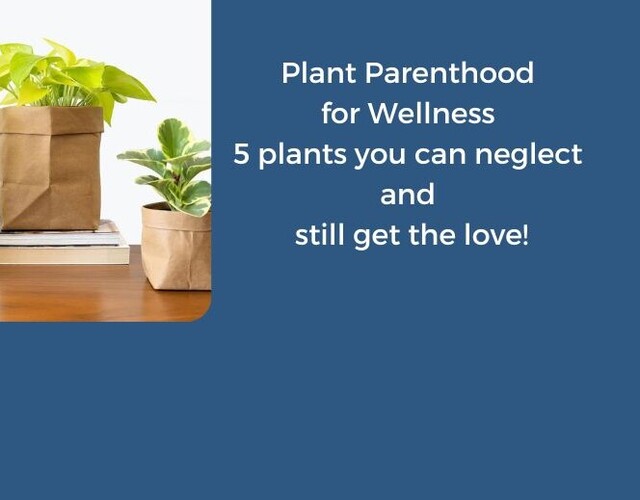 Plant Parenthood
for Wellness
5 plants you can neglect
and
still get the love!